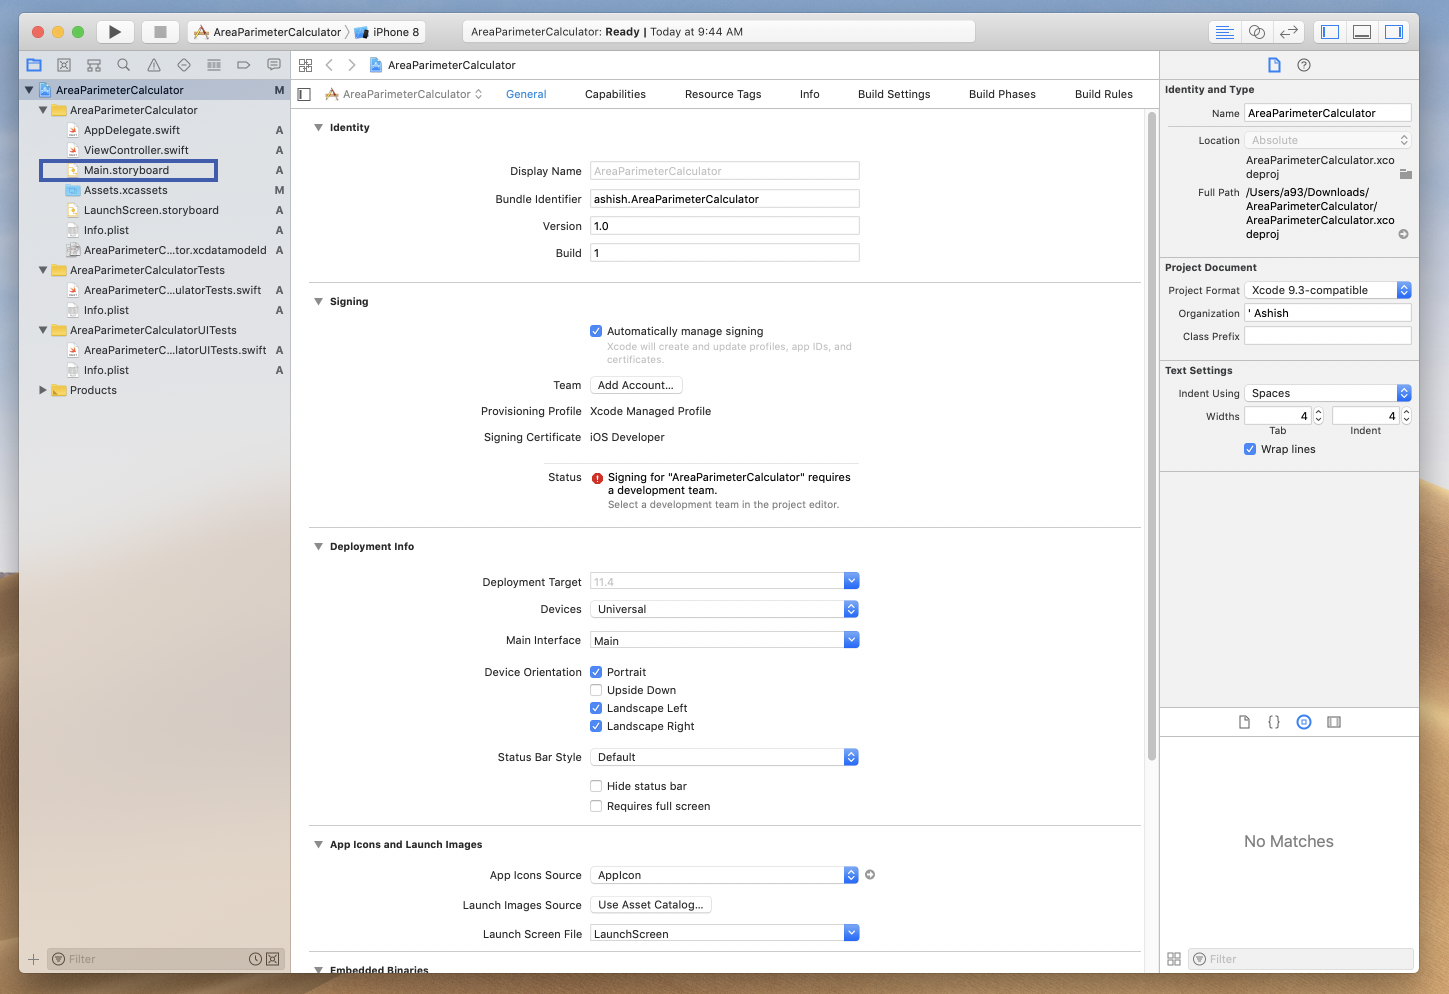 AreaParimeterCalculator
iPhone 8
AreaParimeterCalculator: Ready | Today at 9:44 AM
AreaParimeterCalculator
AreaParimeterCalculator M
AreaParimeterCalculator
AppDelegate.swift A
ViewController.swift A
Main.storyboard A
Assets.xcassets M
LaunchScreen.storyboard A
Info.plist A
AreaParimeterC...tor.xcdatamodeld A
AreaParimeterCalculatorTests
AreaParimeterC...ulatorTests.swift A
Info.plist A
AreaParimeterCalculatorUITests
AreaParimeterC...latorUITests.swift A
Info.plist A
Products
Filter
AreaParimeterCalculator
General
Capabilities
Resource Tags
Info
Build Settings
Build Phases
Build Rules
Identity
Display Name AreaParimeterCalculator
Bundle Identifier ashish.AreaParimeterCalculator
Version 1.0
Build 1
Signing
Automatically manage signing
Xcode will create and update profiles, app IDs, and
certificates.
Team Add Account...
Provisioning Profile Xcode Managed Profile
Signing Certificate iOS Developer
Status Signing for "AreaParimeterCalculator" requires
a development team.
Select a development team in the project editor.
Deployment Info
Deployment Target 11.4
Devices Universal
Main Interface Main
Device Orientation Portrait
Upside Down
Landscape Left
Landscape Right
Status Bar Style Default
Hide status bar
Requires full screen
App Icons and Launch Images
App Icons Source AppIcon
Launch Images Source Use Asset Catalog...
Launch Screen File LaunchScreen
Embedded Binaries
Identity and Type
Name AreaParimeterCalculator
Location Absolute
AreaParimeterCalculator.xco
deproj
Full Path /Users/a93/Downloads/
AreaParimeterCalculator/
AreaParimeterCalculator.xco
deproj
Project Document
Project Format Xcode 9.3-compatible
Organization ' Ashish
Class Prefix
Text Settings
Indent Using Spaces
Widths 4 4
Tab Indent
Wrap lines
{}
No Matches
Filter